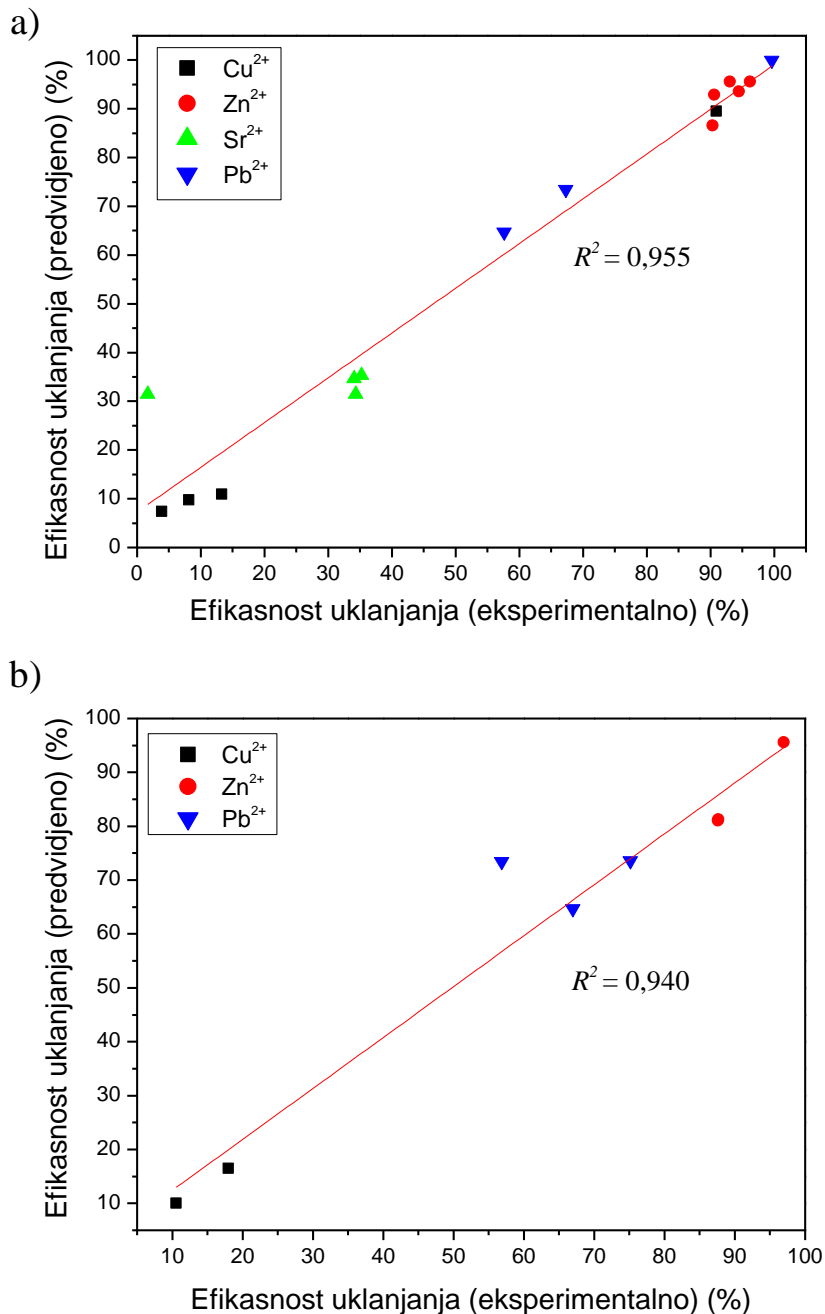 a)
100
90
80
70
60
50
40
30
20
10
0
Efikasnost uklanjanja (predvidjeno) (%)
Cu²⁺
Zn²⁺
Sr²⁺
Pb²⁺
R² = 0,955
0 10 20 30 40 50 60 70 80 90 100
Efikasnost uklanjanja (eksperimentalno) (%)
b)
100
90
80
70
60
50
40
30
20
10
Efikasnost uklanjanja (predvidjeno) (%)
Cu²⁺
Zn²⁺
Pb²⁺
R² = 0,940
10 20 30 40 50 60 70 80 90 100
Efikasnost uklanjanja (eksperimentalno) (%)